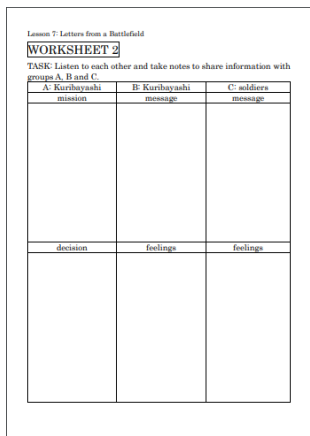 Lesson 7: Letters from a Battlefield
WORKSHEET 2
TASK: Listen to each other and take notes to share information with
groups A, B and C.
A: Kuribayashi B: Kuribayashi C: soldiers
mission message message
decision feelings feelings